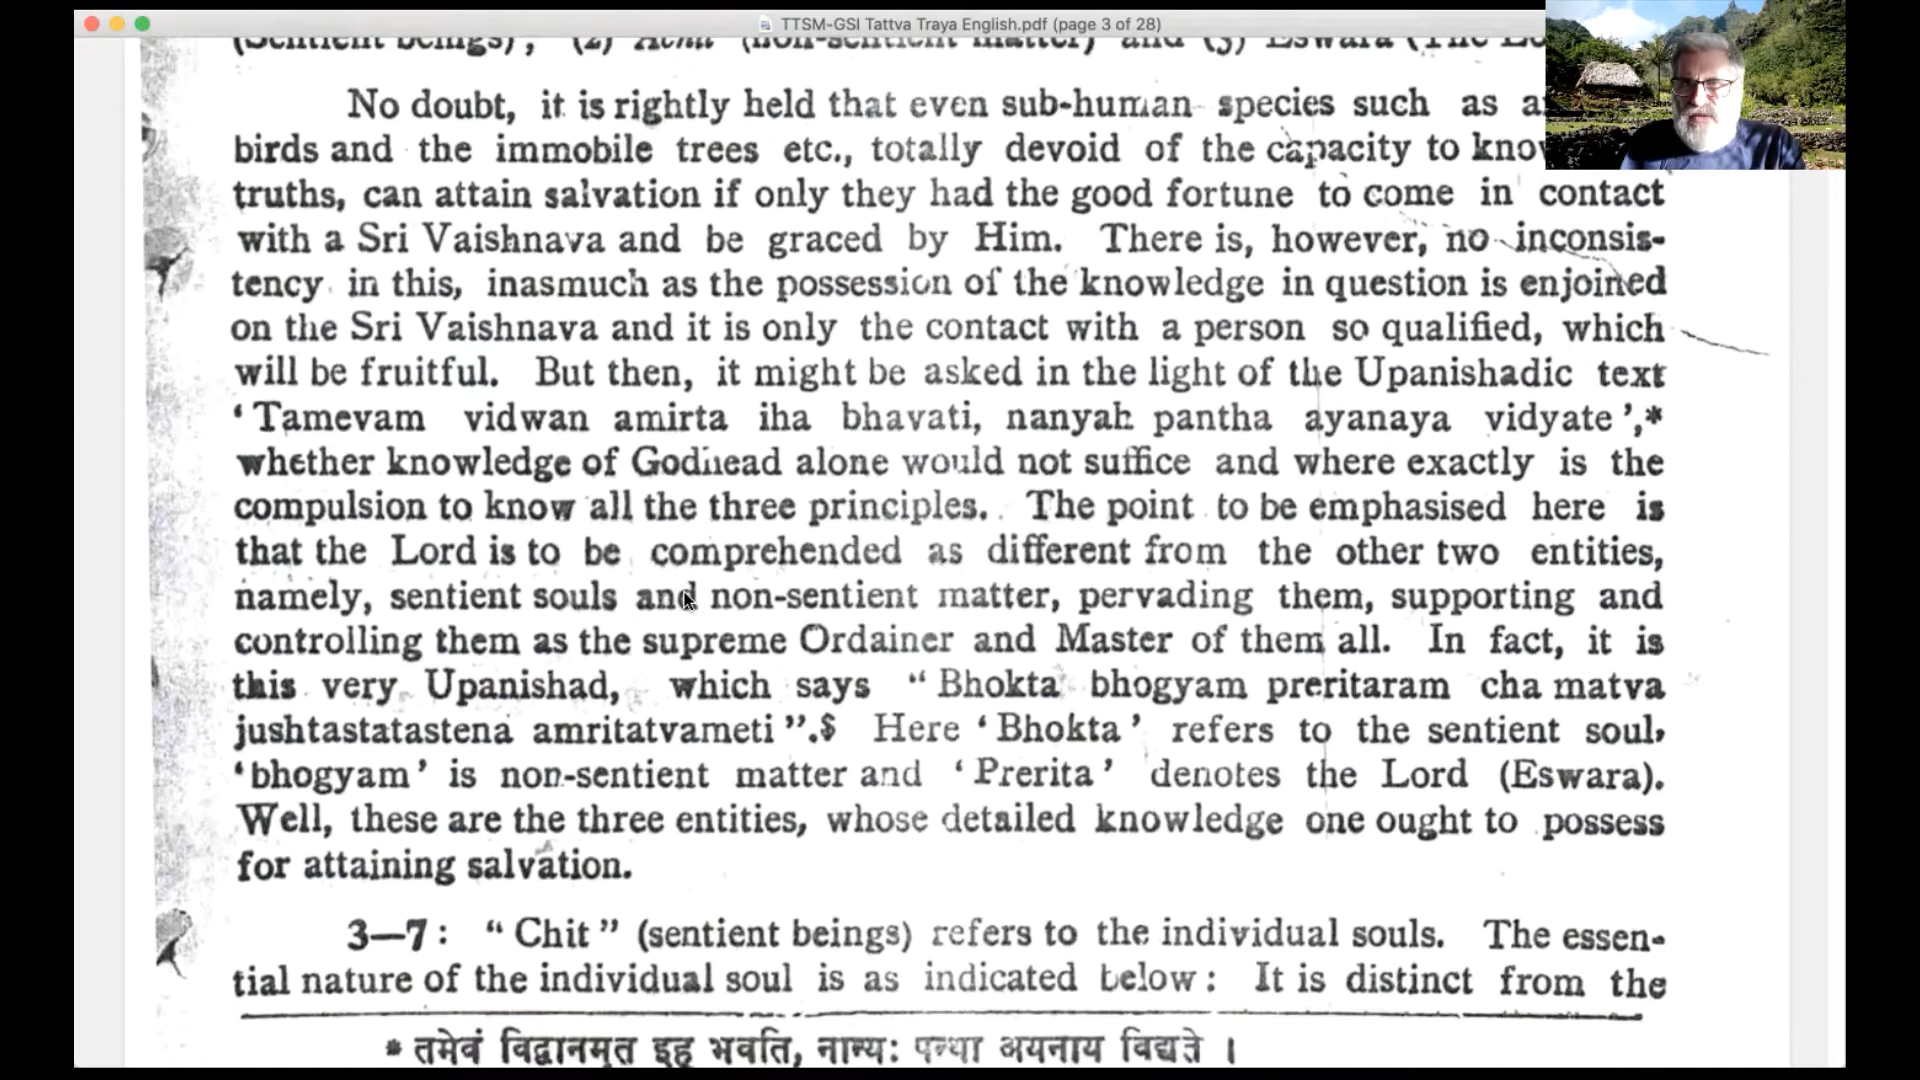 TTSM-GSI Tattva Traya English.pdf (page 3 of 28)
(Sentient beings), (2) Achit (non-sentient matter) and (3) Eswara (The
No doubt, it is rightly held that even sub-human species such as
birds and the immobile trees etc., totally devoid of the capacity to
truths, can attain salvation if only they had the good fortune to come in contact
with a Sri Vaishnava and be graced by Him. There is, however, no inconsis-
tency in this, inasmuch as the possession of the knowledge in question is enjoined
on the Sri Vaishnava and it is only the contact with a person so qualified, which
will be fruitful. But then, it might be asked in the light of the Upanishadic text
‘Tamevam vidwan amirta iha bhavati, nanyah pantha ayanaya vidyate’,*
whether knowledge of Godhead alone would not suffice and where exactly is the
compulsion to know all the three principles. The point to be emphasised here is
that the Lord is to be comprehended as different from the other two entities,
namely, sentient souls and non-sentient matter, pervading them, supporting and
controlling them as the supreme Ordainer and Master of them all. In fact, it is
this very Upanishad, which says “Bhokta bhogyam preritaram cha matva
jushtastatastena amritatvameti”.$ Here ‘Bhokta’ refers to the sentient soul,
‘bhogyam’ is non-sentient matter and ‘Prerita’ denotes the Lord (Eswara).
Well, these are the three entities, whose detailed knowledge one ought to possess
for attaining salvation.
3—7: “Chit” (sentient beings) refers to the individual souls. The essen-
tial nature of the individual soul is as indicated below: It is distinct from the
* तमेवं विद्वानमृत इह भवति, नान्यः पन्था अयनाय विद्यते ।